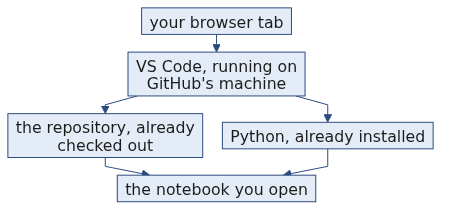 your browser tab
VS Code, running on
GitHub's machine
the repository, already
checked out
Python, already installed
the notebook you open